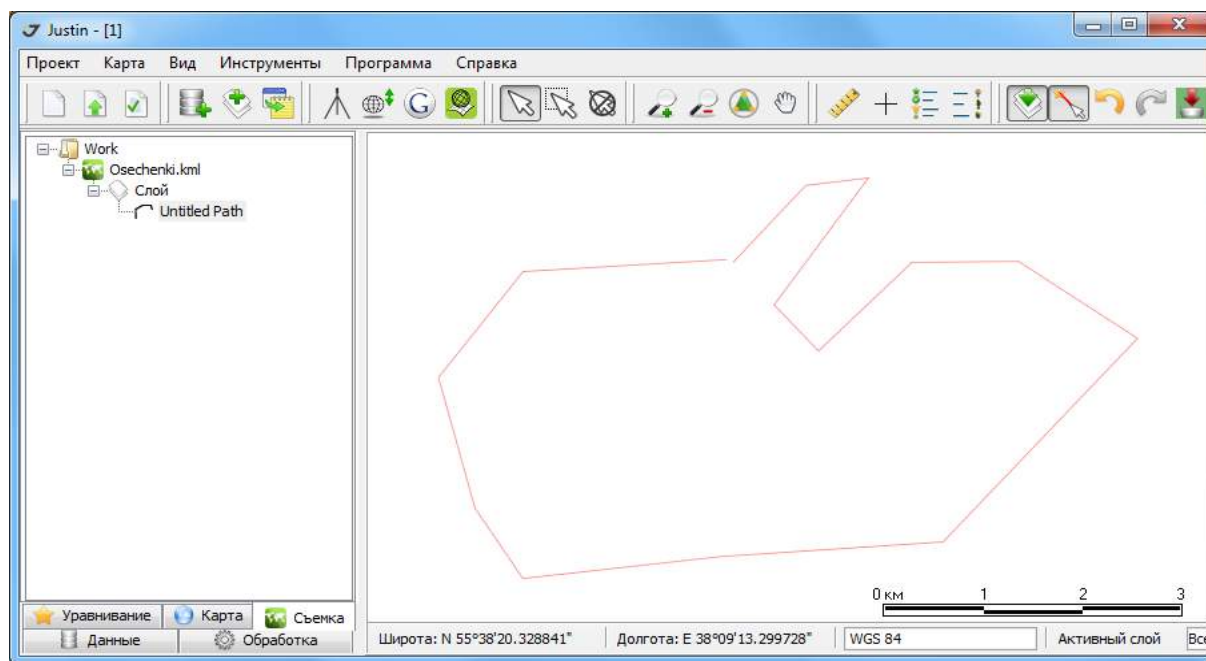 Justin - [1]
Проект Карта Вид Инструменты Программа Справка
Work
Osechenki.kml
Слой
Untitled Path
0 км 1 2 3
Уравнивание Карта Съемка
Данные Обработка
Широта: N 55°38'20.328841" Долгота: E 38°09'13.299728" WGS 84 Активный слой Все